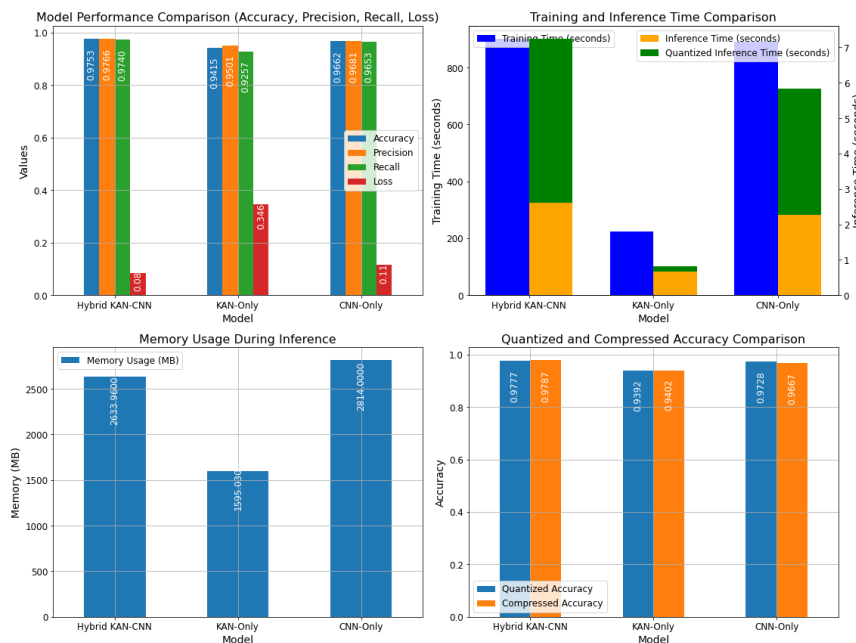 Model Performance Comparison (Accuracy, Precision, Recall, Loss)
1.0
0.8
0.6
0.4
0.2
0.0
Values
0.9753
0.9766
0.9740
0.9415
0.9501
0.9257
0.346
0.9662
0.9681
0.9653
0.08
0.11
Accuracy
Precision
Recall
Loss
Hybrid KAN-CNN
KAN-Only
CNN-Only
Model
Training and Inference Time Comparison
Training Time (seconds)
Inference Time (seconds)
Quantized Inference Time (seconds)
800
600
400
200
0
Training Time (seconds)
7
6
5
4
3
2
1
0
Inference Time (seconds)
Hybrid KAN-CNN
KAN-Only
CNN-Only
Model
Memory Usage During Inference
Memory Usage (MB)
2500
2000
1500
1000
500
0
Memory (MB)
2633.9600
1595.030
2814.0000
Hybrid KAN-CNN
KAN-Only
CNN-Only
Model
Quantized and Compressed Accuracy Comparison
1.0
0.8
0.6
0.4
0.2
0.0
Accuracy
0.9777
0.9787
0.9392
0.9402
0.9728
0.9667
Quantized Accuracy
Compressed Accuracy
Hybrid KAN-CNN
KAN-Only
CNN-Only
Model